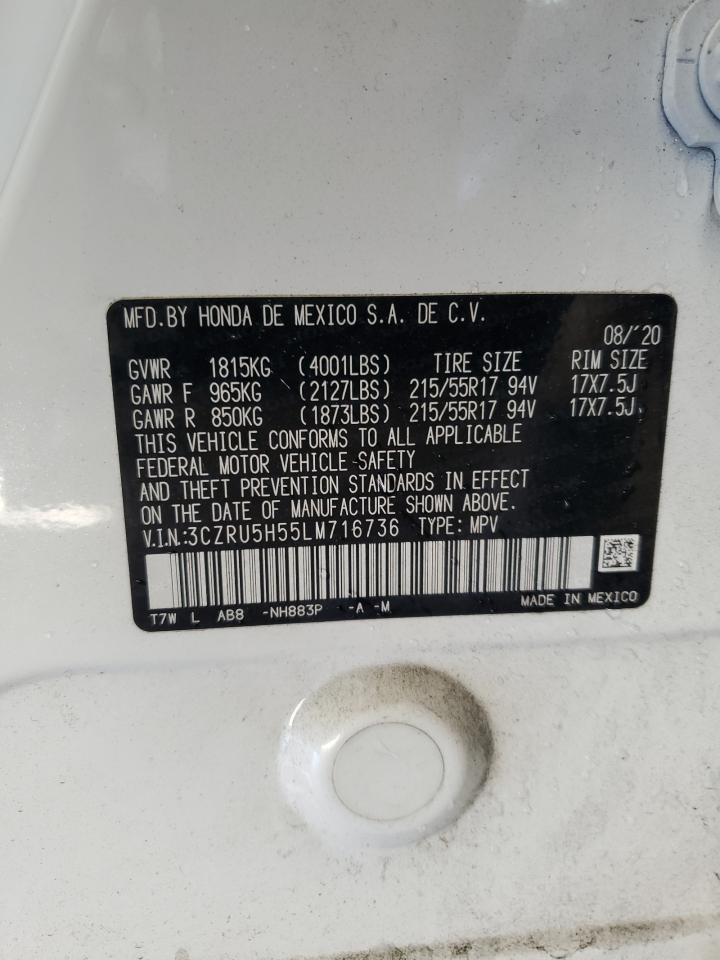 MFD.BY HONDA DE MEXICO S.A. DE C.V.
08/'20
GVWR 1815KG (4001LBS) TIRE SIZE RIM SIZE
GAWR F 965KG (2127LBS) 215/55R17 94V 17X7.5J
GAWR R 850KG (1873LBS) 215/55R17 94V 17X7.5J
THIS VEHICLE CONFORMS TO ALL APPLICABLE
FEDERAL MOTOR VEHICLE SAFETY
AND THEFT PREVENTION STANDARDS IN EFFECT
ON THE DATE OF MANUFACTURE SHOWN ABOVE.
V.I.N.:3CZRU5H55LM716736 TYPE: MPV
T7W L AB8 -NH883P -A -M MADE IN MEXICO